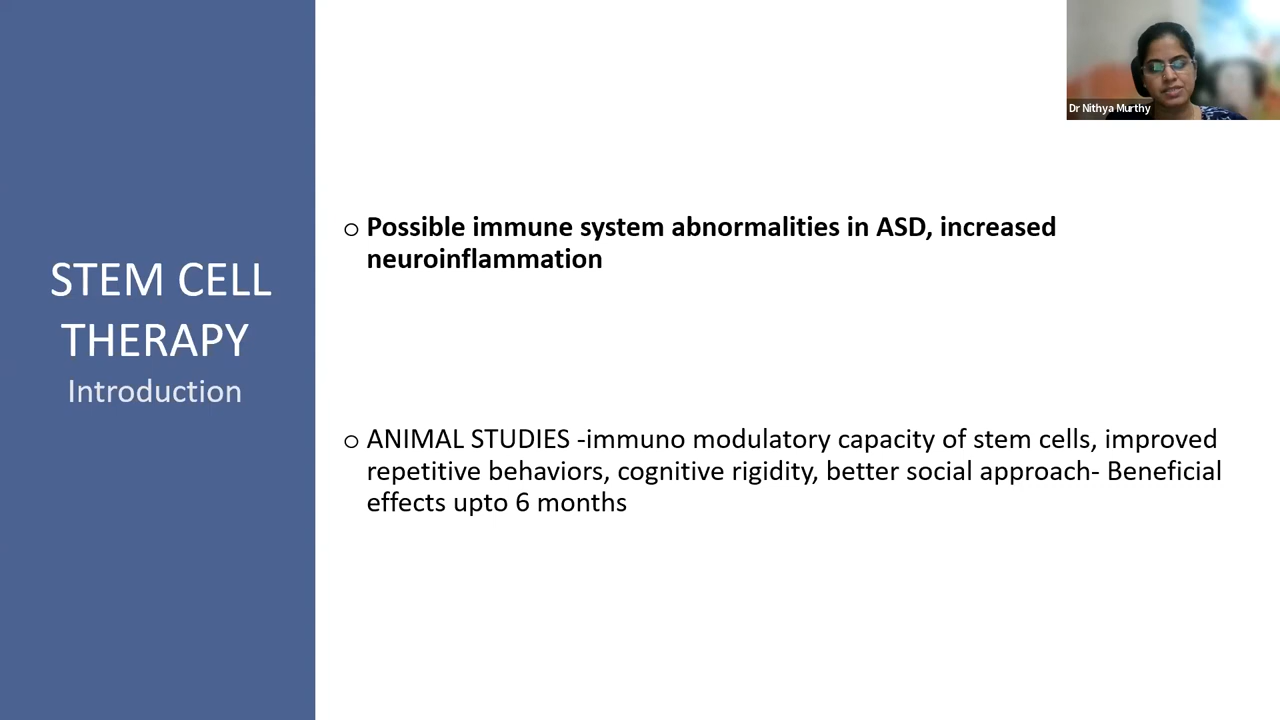 STEM CELL
THERAPY
Introduction
○ Possible immune system abnormalities in ASD, increased
neuroinflammation
○ ANIMAL STUDIES -immuno modulatory capacity of stem cells, improved
repetitive behaviors, cognitive rigidity, better social approach- Beneficial
effects upto 6 months
Dr Nithya Murthy